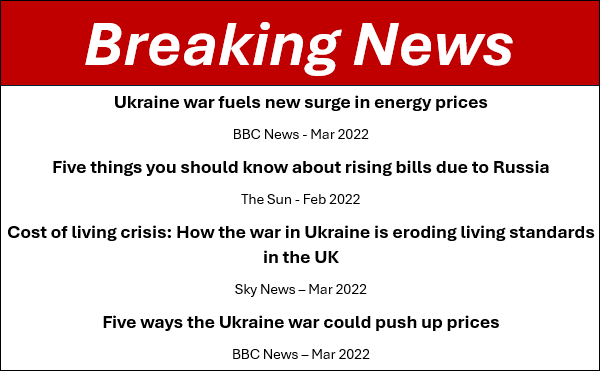 Breaking News
Ukraine war fuels new surge in energy prices
BBC News - Mar 2022
Five things you should know about rising bills due to Russia
The Sun - Feb 2022
Cost of living crisis: How the war in Ukraine is eroding living standards
in the UK
Sky News – Mar 2022
Five ways the Ukraine war could push up prices
BBC News – Mar 2022